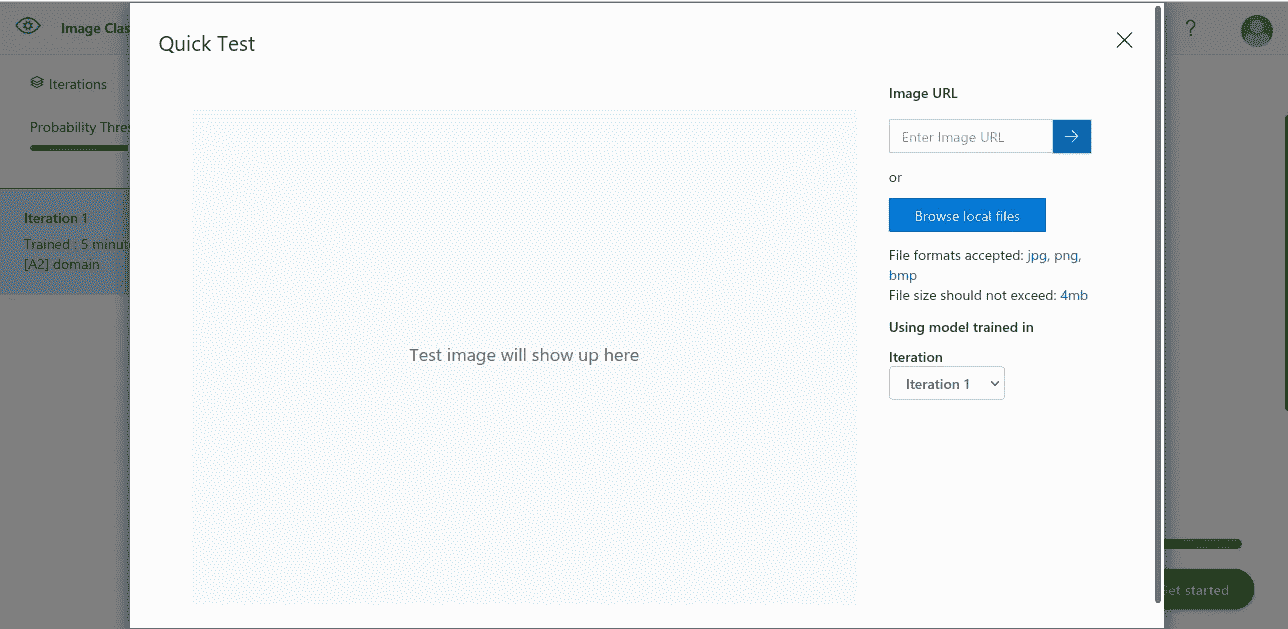 Image Clas
?
Iterations
Probability Thres
Iteration 1
Trained : 5 minut
[A2] domain
Quick Test
Test image will show up here
Image URL
Enter Image URL
or
Browse local files
File formats accepted: jpg, png,
bmp
File size should not exceed: 4mb
Using model trained in
Iteration
Iteration 1
et started